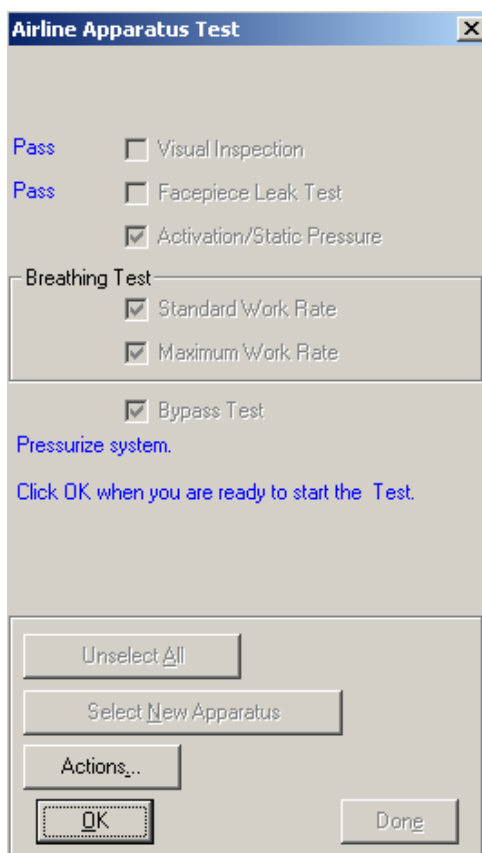 Airline Apparatus Test
Pass Visual Inspection
Pass Facepiece Leak Test
Activation/Static Pressure
Breathing Test
Standard Work Rate
Maximum Work Rate
Bypass Test
Pressurize system.
Click OK when you are ready to start the Test.
Unselect All
Select New Apparatus
Actions...
OK Done